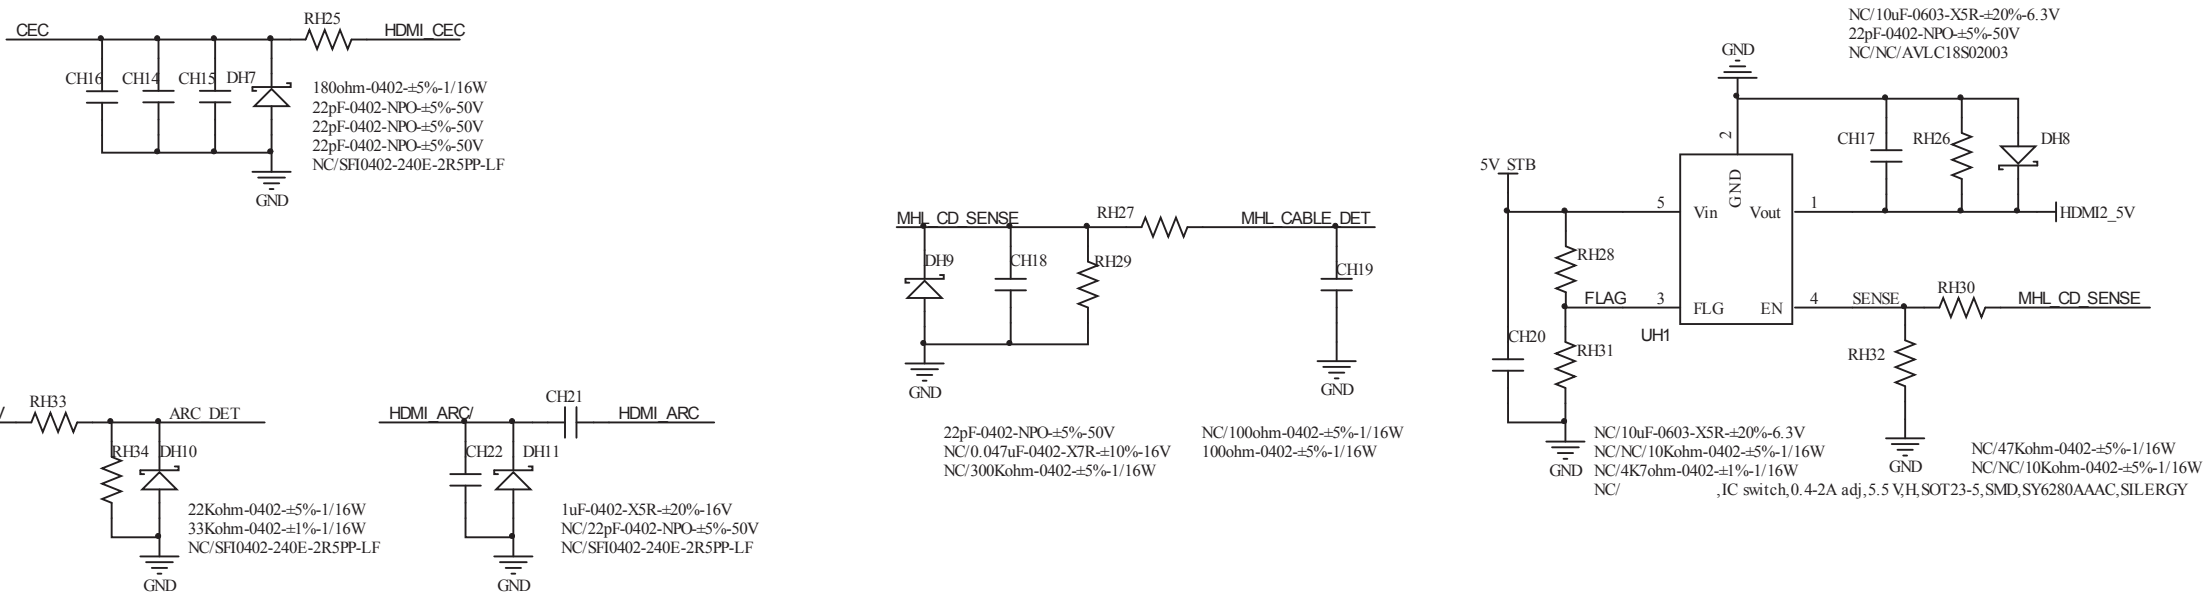 CEC
RH25
HDMI_CEC
CH16
CH14
CH15
DH7
180ohm-0402-±5%-1/16W
22pF-0402-NPO-±5%-50V
22pF-0402-NPO-±5%-50V
22pF-0402-NPO-±5%-50V
NC/SFI0402-240E-2R5PP-LF
GND
MHL_CD_SENSE
RH27
MHL_CABLE_DET
DH9
CH18
RH29
CH19
GND
GND
22pF-0402-NPO-±5%-50V
NC/0.047uF-0402-X7R-±10%-16V
NC/300Kohm-0402-±5%-1/16W
NC/100ohm-0402-±5%-1/16W
100ohm-0402-±5%-1/16W
NC/10uF-0603-X5R-±20%-6.3V
22pF-0402-NPO-±5%-50V
NC/NC/AVLC18S02003
GND
2
CH17
RH26
DH8
5V_STB
5
Vin
GND
Vout
1
HDMI2_5V
RH28
FLAG
3
FLG
EN
4
SENSE
RH30
MHL_CD_SENSE
UH1
CH20
RH31
RH32
GND
GND
NC/10uF-0603-X5R-±20%-6.3V
NC/NC/10Kohm-0402-±5%-1/16W
NC/4K7ohm-0402-±1%-1/16W
NC/ ,IC switch,0.4-2A adj,5.5V,H,SOT23-5,SMD,SY6280AAAC,SILERGY
NC/47Kohm-0402-±5%-1/16W
NC/NC/10Kohm-0402-±5%-1/16W
/
RH33
ARC_DET
RH34
DH10
22Kohm-0402-±5%-1/16W
33Kohm-0402-±1%-1/16W
NC/SFI0402-240E-2R5PP-LF
GND
HDMI_ARC/
CH21
HDMI_ARC
CH22
DH11
1uF-0402-X5R-±20%-16V
NC/22pF-0402-NPO-±5%-50V
NC/SFI0402-240E-2R5PP-LF
GND